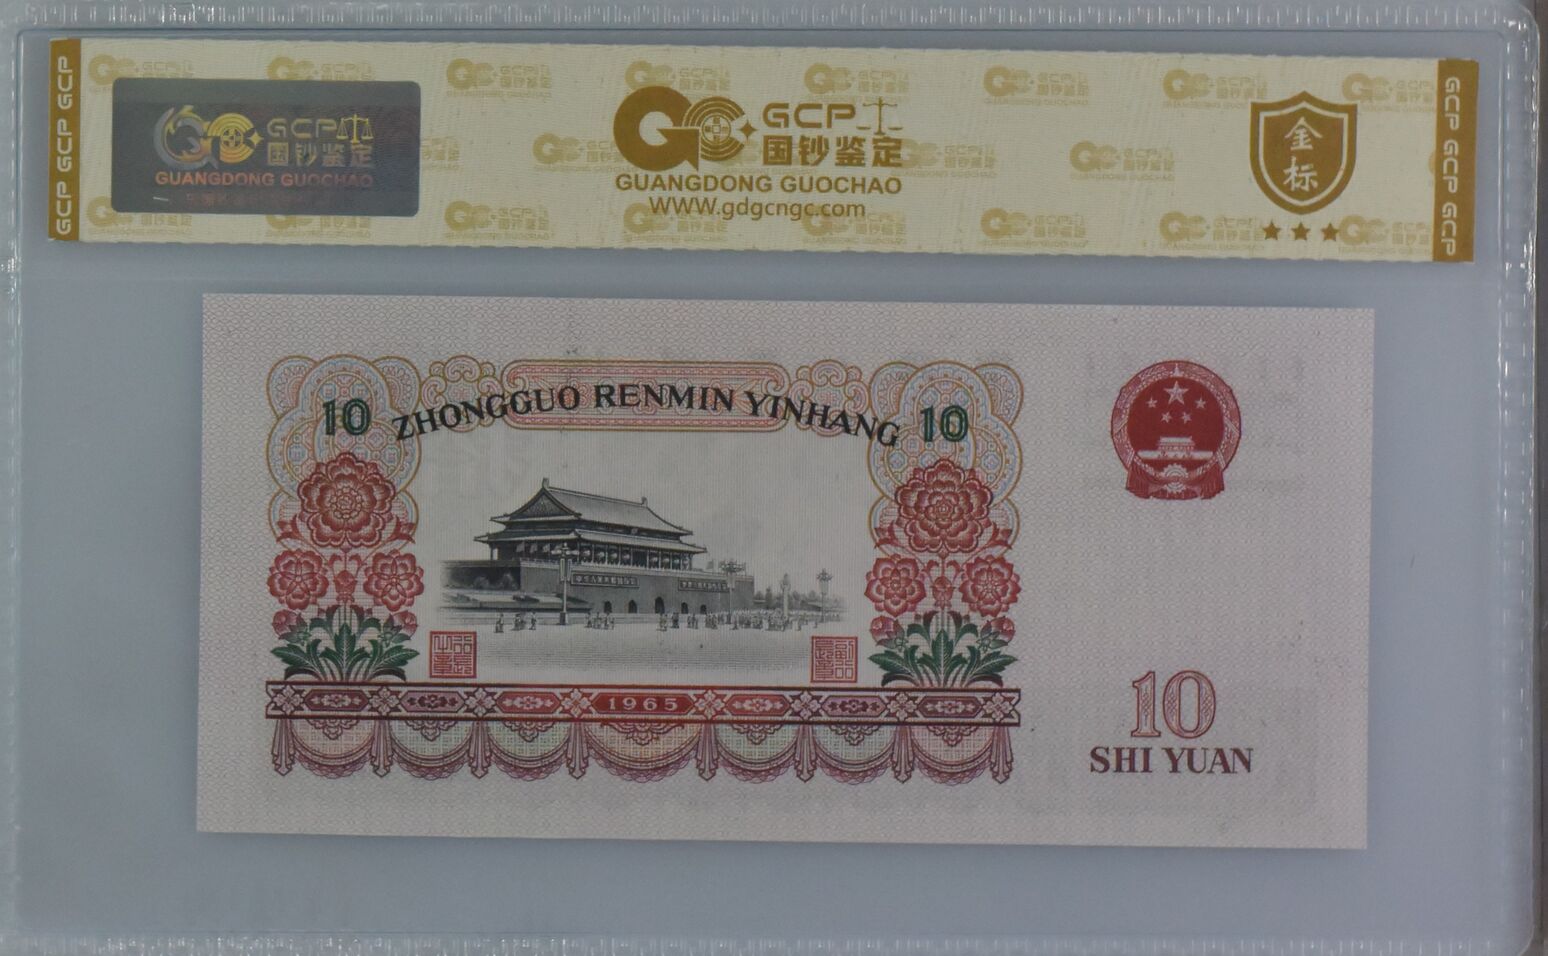 GCP GCP GCP
GCP
国钞鉴定
GUANGDONG GUOCHAO
GCP
国钞鉴定
GUANGDONG GUOCHAO
WWW.gdgcngc.com
金标
GCP GCP GCP
10 ZHONGGUO RENMIN YINHANG 10
1965
10
SHI YUAN